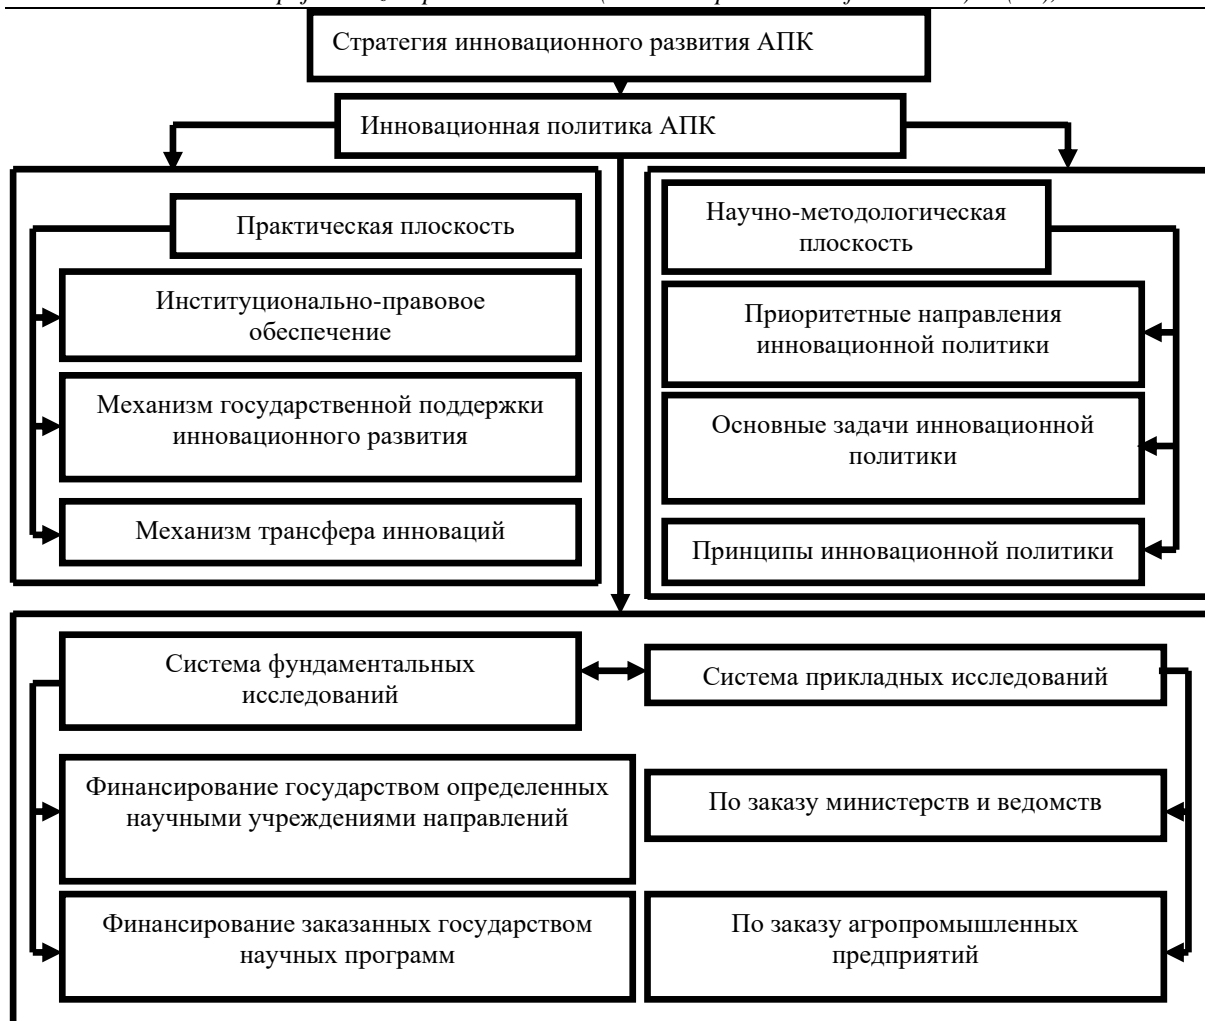 Стратегия инновационного развития АПК
Инновационная политика АПК
Практическая плоскость
Институционально-правовое
обеспечение
Механизм государственной поддержки
инновационного развития
Механизм трансфера инноваций
Научно-методологическая
плоскость
Приоритетные направления
инновационной политики
Основные задачи инновационной
политики
Принципы инновационной политики
Система фундаментальных
исследований
Система прикладных исследований
Финансирование государством определенных
научными учреждениями направлений
По заказу министерств и ведомств
Финансирование заказанных государством
научных программ
По заказу агропромышленных
предприятий